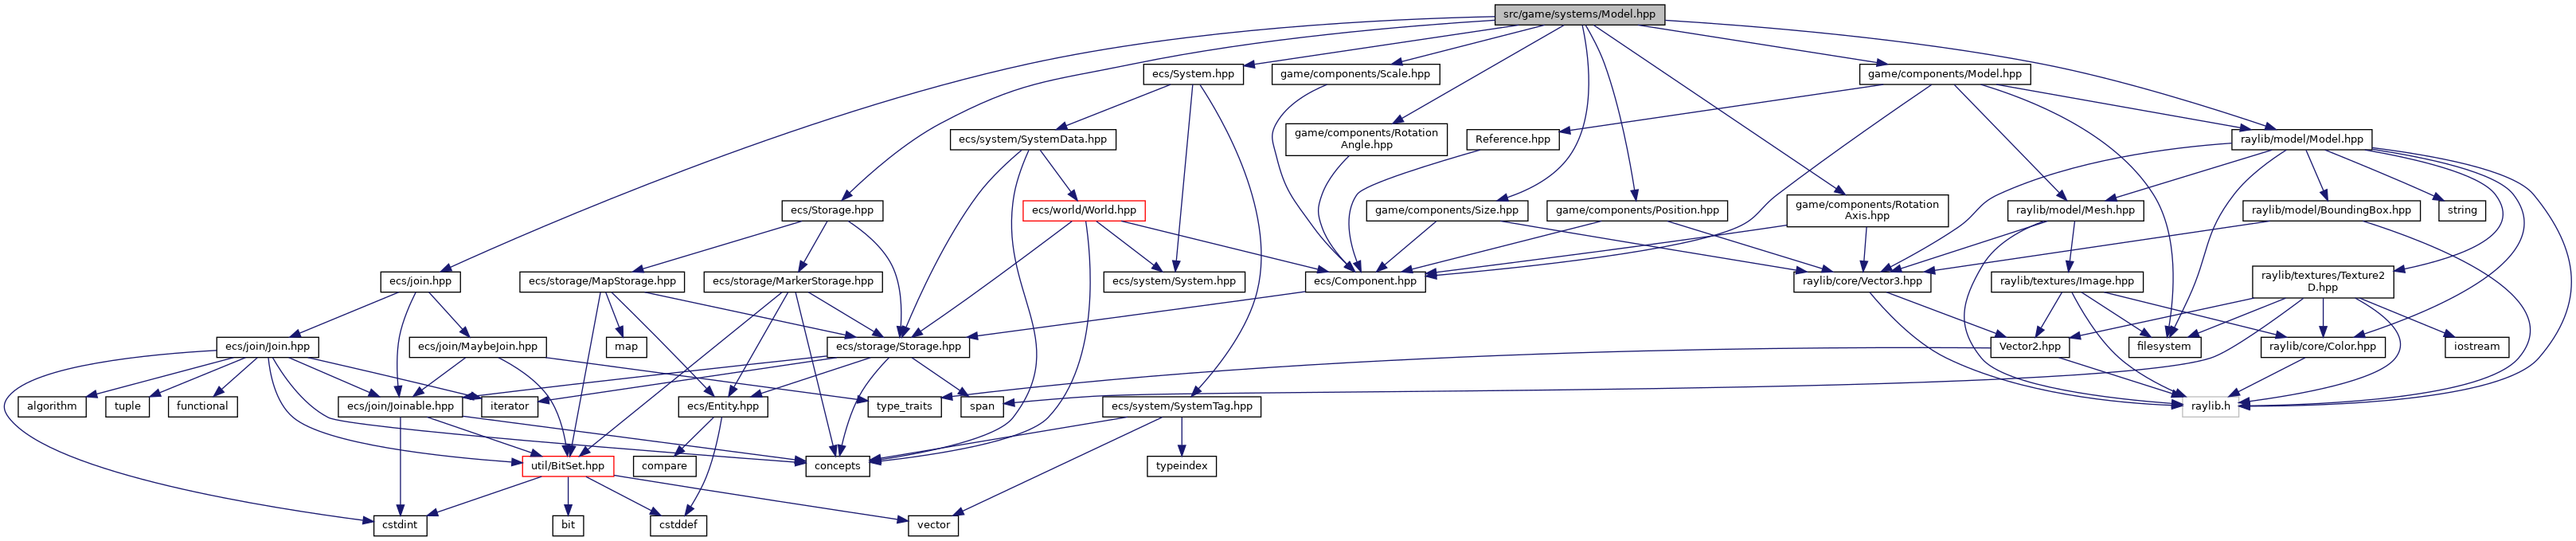 src/game/systems/Model.hpp
ecs/System.hpp
game/components/Scale.hpp
game/components/Model.hpp
ecs/system/SystemData.hpp
game/components/Rotation
Angle.hpp
Reference.hpp
raylib/model/Model.hpp
ecs/Storage.hpp
ecs/world/World.hpp
game/components/Size.hpp
game/components/Position.hpp
game/components/Rotation
Axis.hpp
raylib/model/Mesh.hpp
raylib/model/BoundingBox.hpp
string
ecs/join.hpp
ecs/storage/MapStorage.hpp
ecs/storage/MarkerStorage.hpp
ecs/system/System.hpp
ecs/Component.hpp
raylib/core/Vector3.hpp
raylib/textures/Image.hpp
raylib/textures/Texture2
D.hpp
ecs/join/Join.hpp
ecs/join/MaybeJoin.hpp
map
ecs/storage/Storage.hpp
Vector2.hpp
filesystem
raylib/core/Color.hpp
iostream
algorithm
tuple
functional
ecs/join/Joinable.hpp
iterator
ecs/Entity.hpp
type_traits
span
ecs/system/SystemTag.hpp
raylib.h
util/BitSet.hpp
compare
concepts
typeindex
cstdint
bit
cstddef
vector